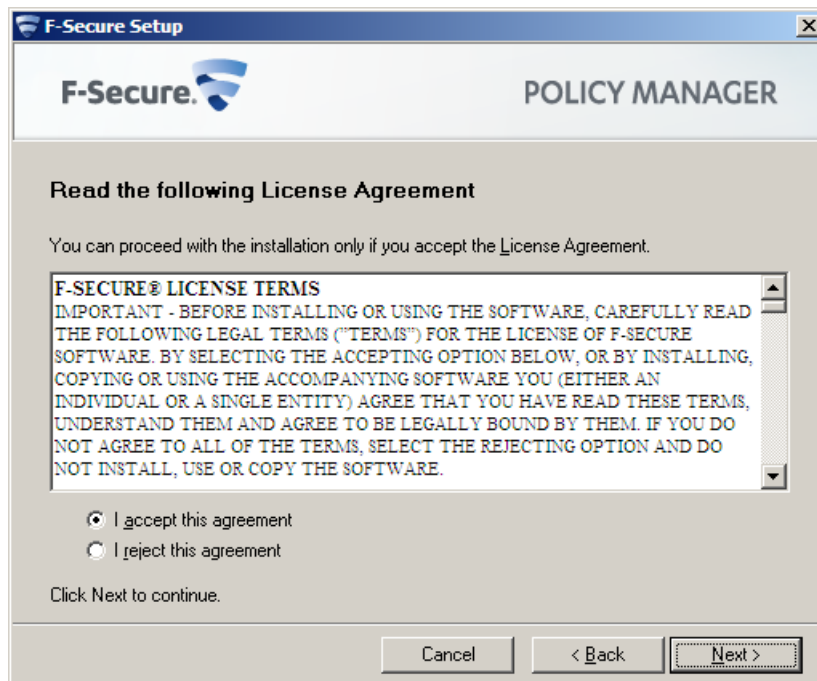 F-Secure Setup
F-Secure.
POLICY MANAGER
Read the following License Agreement
You can proceed with the installation only if you accept the License Agreement.
F-SECURE® LICENSE TERMS
IMPORTANT - BEFORE INSTALLING OR USING THE SOFTWARE, CAREFULLY READ
THE FOLLOWING LEGAL TERMS ("TERMS") FOR THE LICENSE OF F-SECURE
SOFTWARE. BY SELECTING THE ACCEPTING OPTION BELOW, OR BY INSTALLING,
COPYING OR USING THE ACCOMPANYING SOFTWARE YOU (EITHER AN
INDIVIDUAL OR A SINGLE ENTITY) AGREE THAT YOU HAVE READ THESE TERMS,
UNDERSTAND THEM AND AGREE TO BE LEGALLY BOUND BY THEM. IF YOU DO
NOT AGREE TO ALL OF THE TERMS, SELECT THE REJECTING OPTION AND DO
NOT INSTALL, USE OR COPY THE SOFTWARE.
I accept this agreement
I reject this agreement
Click Next to continue.
Cancel
< Back
Next >